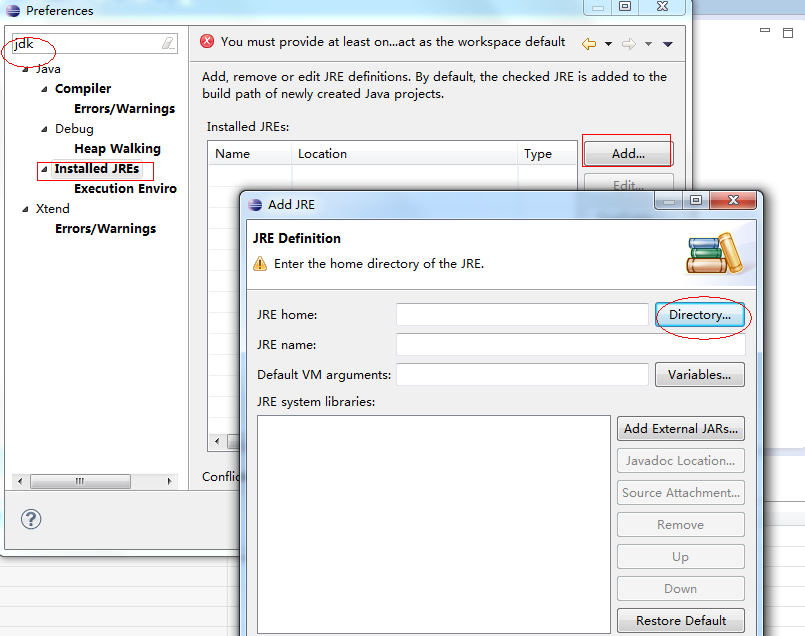 Preferences
jdk
You must provide at least on...act as the workspace default
Java
Compiler
Errors/Warnings
Debug
Heap Walking
Installed JREs
Execution Enviro
Xtend
Errors/Warnings
Add, remove or edit JRE definitions. By default, the checked JRE is added to the
build path of newly created Java projects.
Installed JREs:
Name Location Type
Add...
Edit...
Conflic
Add JRE
JRE Definition
Enter the home directory of the JRE.
JRE home:
Directory...
JRE name:
Default VM arguments:
Variables...
JRE system libraries:
Add External JARs...
Javadoc Location...
Source Attachment...
Remove
Up
Down
Restore Default